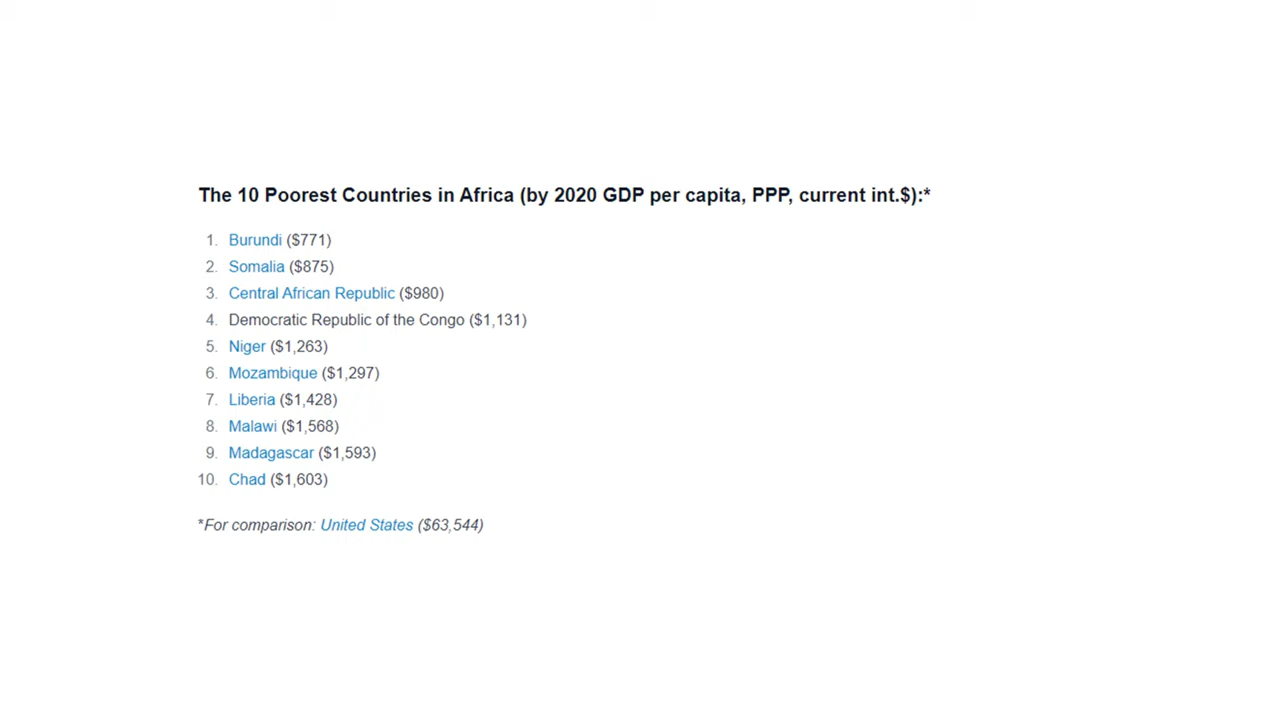 The 10 Poorest Countries in Africa (by 2020 GDP per capita, PPP, current int.$):*
1. Burundi ($771)
2. Somalia ($875)
3. Central African Republic ($980)
4. Democratic Republic of the Congo ($1,131)
5. Niger ($1,263)
6. Mozambique ($1,297)
7. Liberia ($1,428)
8. Malawi ($1,568)
9. Madagascar ($1,593)
10. Chad ($1,603)
*For comparison: United States ($63,544)